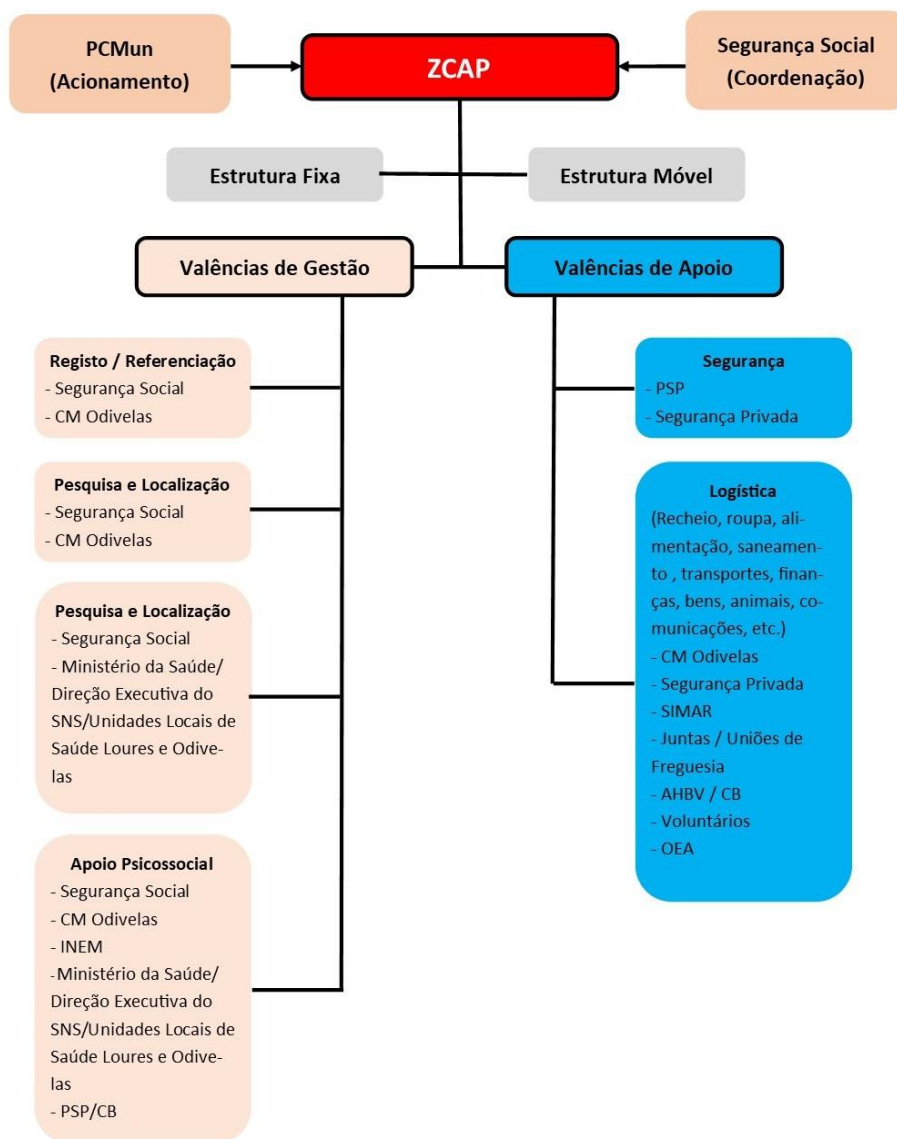 PCMun
(Acionamento)
ZCAP
Segurança Social
(Coordenação)
Estrutura Fixa
Estrutura Móvel
Valências de Gestão
Valências de Apoio
Registo / Referenciação
- Segurança Social
- CM Odivelas
Pesquisa e Localização
- Segurança Social
- CM Odivelas
Pesquisa e Localização
- Segurança Social
- Ministério da Saúde/
Direção Executiva do
SNS/Unidades Locais de
Saúde Loures e Odive-
las
Apoio Psicossocial
- Segurança Social
- CM Odivelas
- INEM
- Ministério da Saúde/
Direção Executiva do
SNS/Unidades Locais de
Saúde Loures e Odive-
las
- PSP/CB
Segurança
- PSP
- Segurança Privada
Logística
(Recheio, roupa, ali-
mentação, saneamen-
to , transportes, finan-
ças, bens, animais, co-
municações, etc.)
- CM Odivelas
- Segurança Privada
- SIMAR
- Juntas / Uniões de
Freguesia
- AHBV / CB
- Voluntários
- OEA